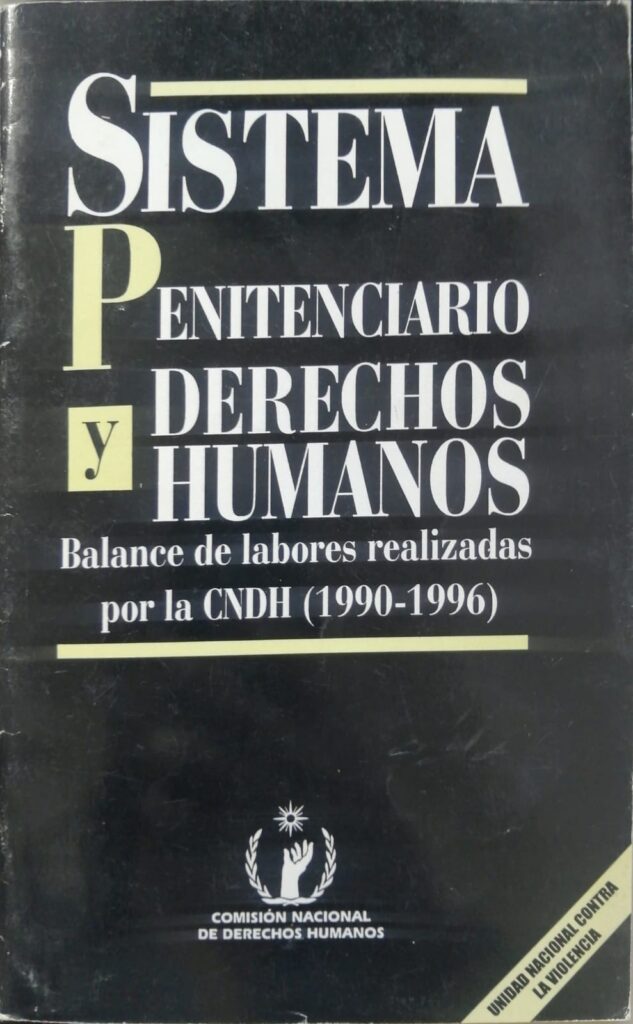 SISTEMA
PENITENCIARIO
y DERECHOS
HUMANOS
Balance de labores realizadas
por la CNDH (1990-1996)
COMISIÓN NACIONAL
DE DERECHOS HUMANOS
UNIDAD NACIONAL CONTRA
LA VIOLENCIA